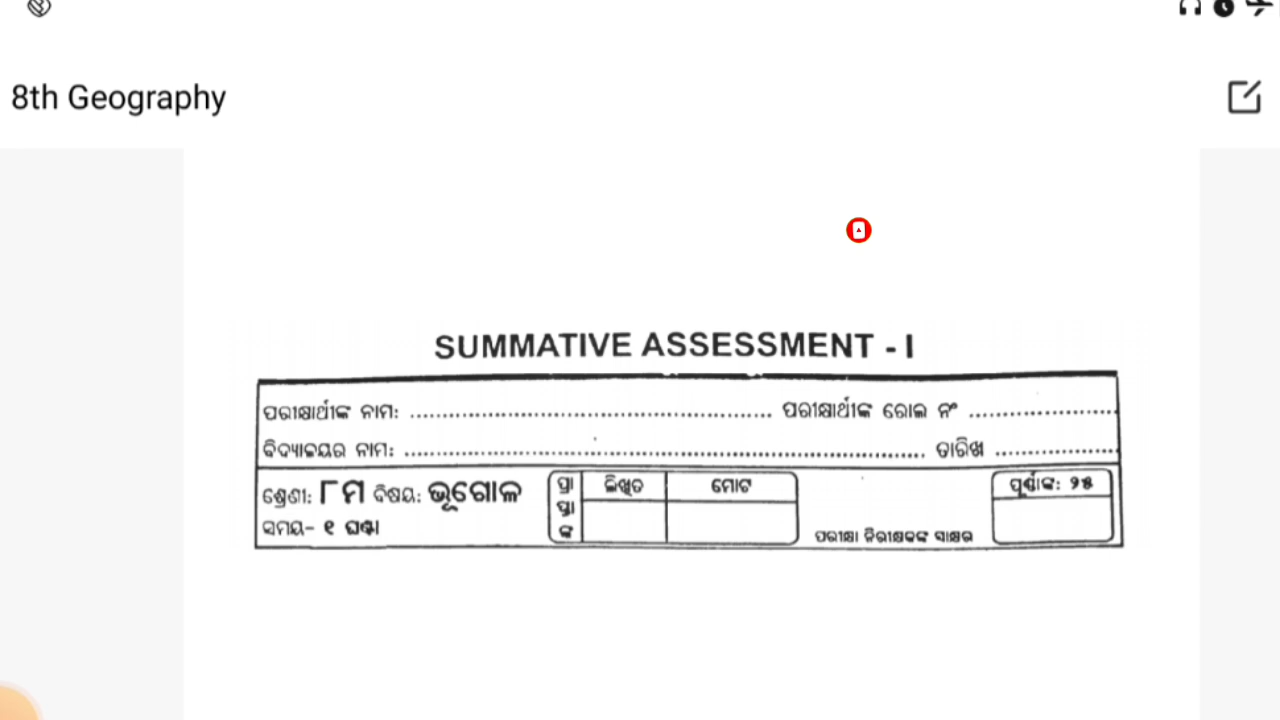 8th Geography
SUMMATIVE ASSESSMENT - I
ପରୀକ୍ଷାର୍ଥୀଙ୍କ ନାମ: ........................ ପରୀକ୍ଷାର୍ଥୀଙ୍କ ରୋଲ ନଂ ............
ବିଦ୍ୟାଳୟର ନାମ: ........................ ତାରିଖ ............
ଶ୍ରେଣୀ: ୮ମ ବିଷୟ: ଭୂଗୋଳ
ସମୟ- ୧ ଘଣ୍ଟା
ପ୍ରାପ୍ତାଙ୍କ
ଲିଖିତ ମୋଟ
ପରୀକ୍ଷା ନିରୀକ୍ଷକଙ୍କ ସାକ୍ଷର
ପୂର୍ଣ୍ଣାଙ୍କ: ୨୫